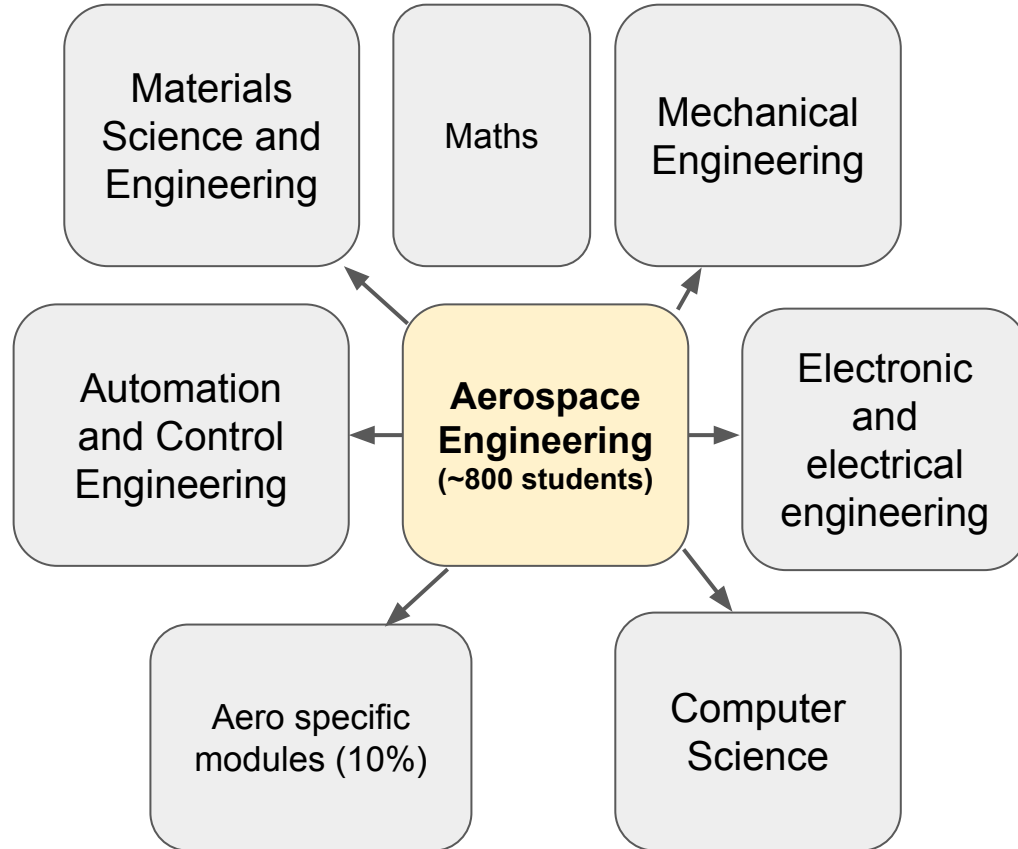 Materials
Science and
Engineering
Maths
Mechanical
Engineering
Automation
and Control
Engineering
Aerospace
Engineering
(~800 students)
Electronic
and
electrical
engineering
Aero specific
modules (10%)
Computer
Science